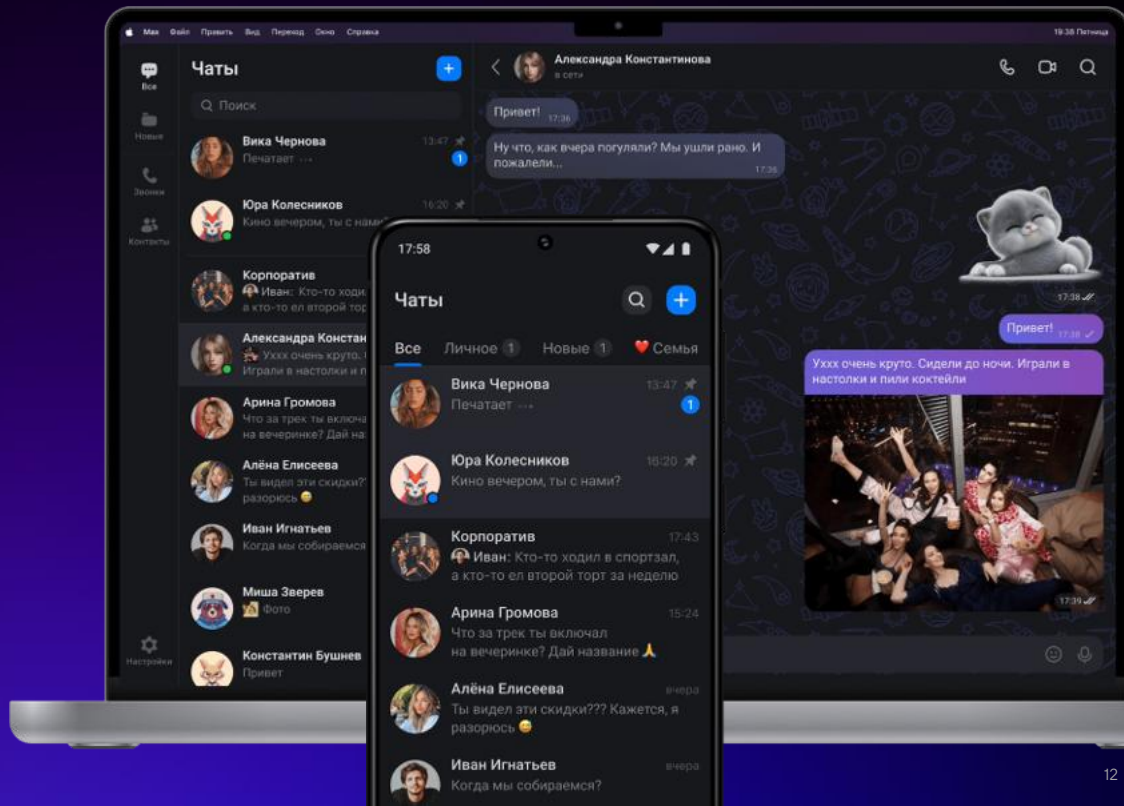 Max Файл Править Вид Переход Окно Справка
19:38 Пятница
Все
Новые
Звонки
Контакты
Настройки
Чаты
Поиск
Вика Чернова 13:47
Печатает
1
Юра Колесников 16:20
Кино вечером, ты с нами
Корпоратив
Иван: Кто-то ходи
а кто-то ел второй тор
Александра Констан
Уххх очень круто.
Играли в настолки и п
Арина Громова
Что за трек ты включа
на вечеринке? Дай на
Алёна Елисеева
Ты видел эти скидки?
разорюсь 😅
Иван Игнатьев
Когда мы собираемся
Миша Зверев
Фото
Константин Бушнев
Привет
Александра Константинова
в сети
Привет! 17:36
Ну что, как вчера погуляли? Мы ушли рано. И
пожалели...
17:36
17:38
Привет! 17:38
Уххх очень круто. Сидели до ночи. Играли в
настолки и пили коктейли
17:39
17:58
Чаты
Все Личное 1 Новые 1 ❤️ Семья
Вика Чернова 13:47
Печатает
1
Юра Колесников 16:20
Кино вечером, ты с нами?
Корпоратив 17:43
Иван: Кто-то ходил в спортзал,
а кто-то ел второй торт за неделю
Арина Громова 15:24
Что за трек ты включал
на вечеринке? Дай название 🙏
Алёна Елисеева вчера
Ты видел эти скидки??? Кажется, я
разорюсь 😅
Иван Игнатьев вчера
Когда мы собираемся?
12